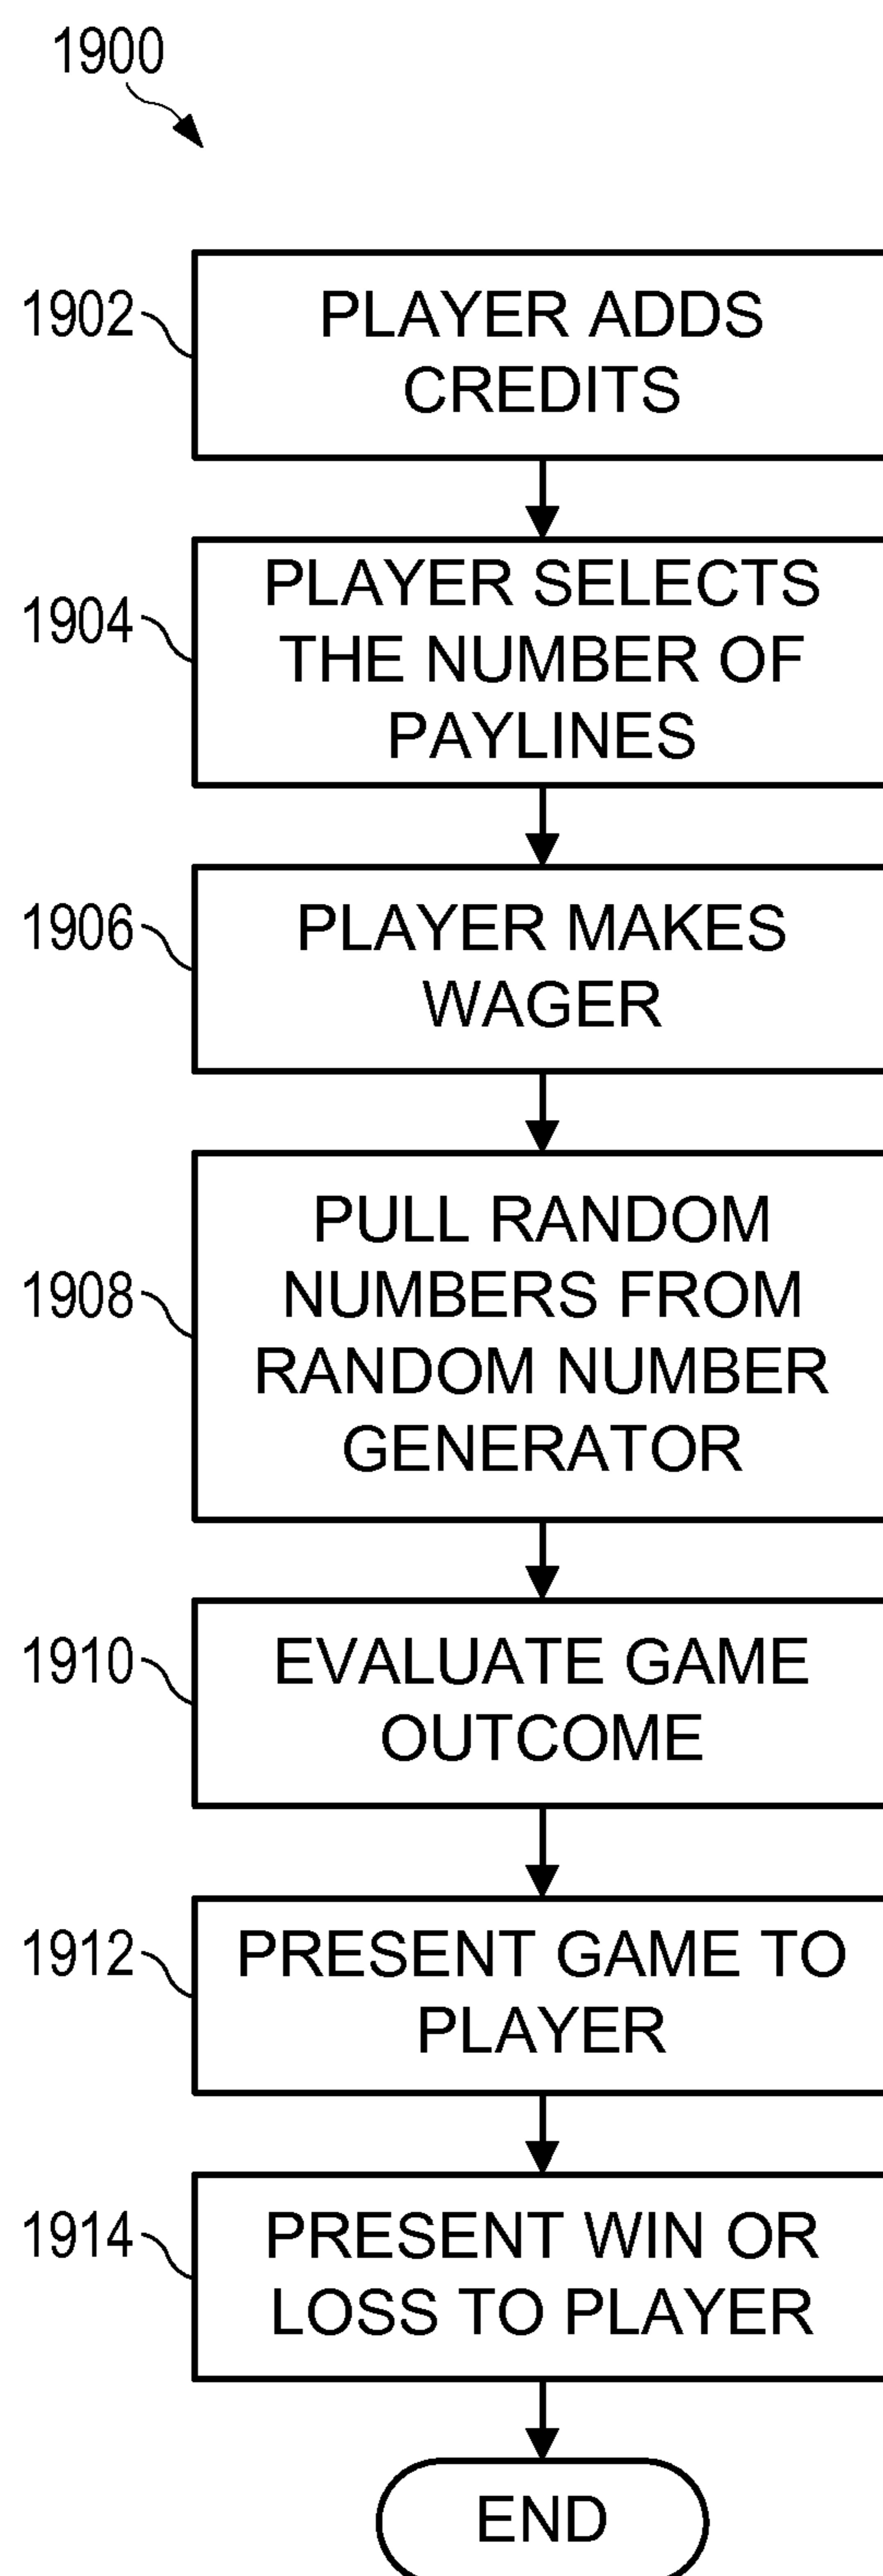 1900
1902
PLAYER ADDS
CREDITS
1904
PLAYER SELECTS
THE NUMBER OF
PAYLINES
1906
PLAYER MAKES
WAGER
1908
PULL RANDOM
NUMBERS FROM
RANDOM NUMBER
GENERATOR
1910
EVALUATE GAME
OUTCOME
1912
PRESENT GAME TO
PLAYER
1914
PRESENT WIN OR
LOSS TO PLAYER
END